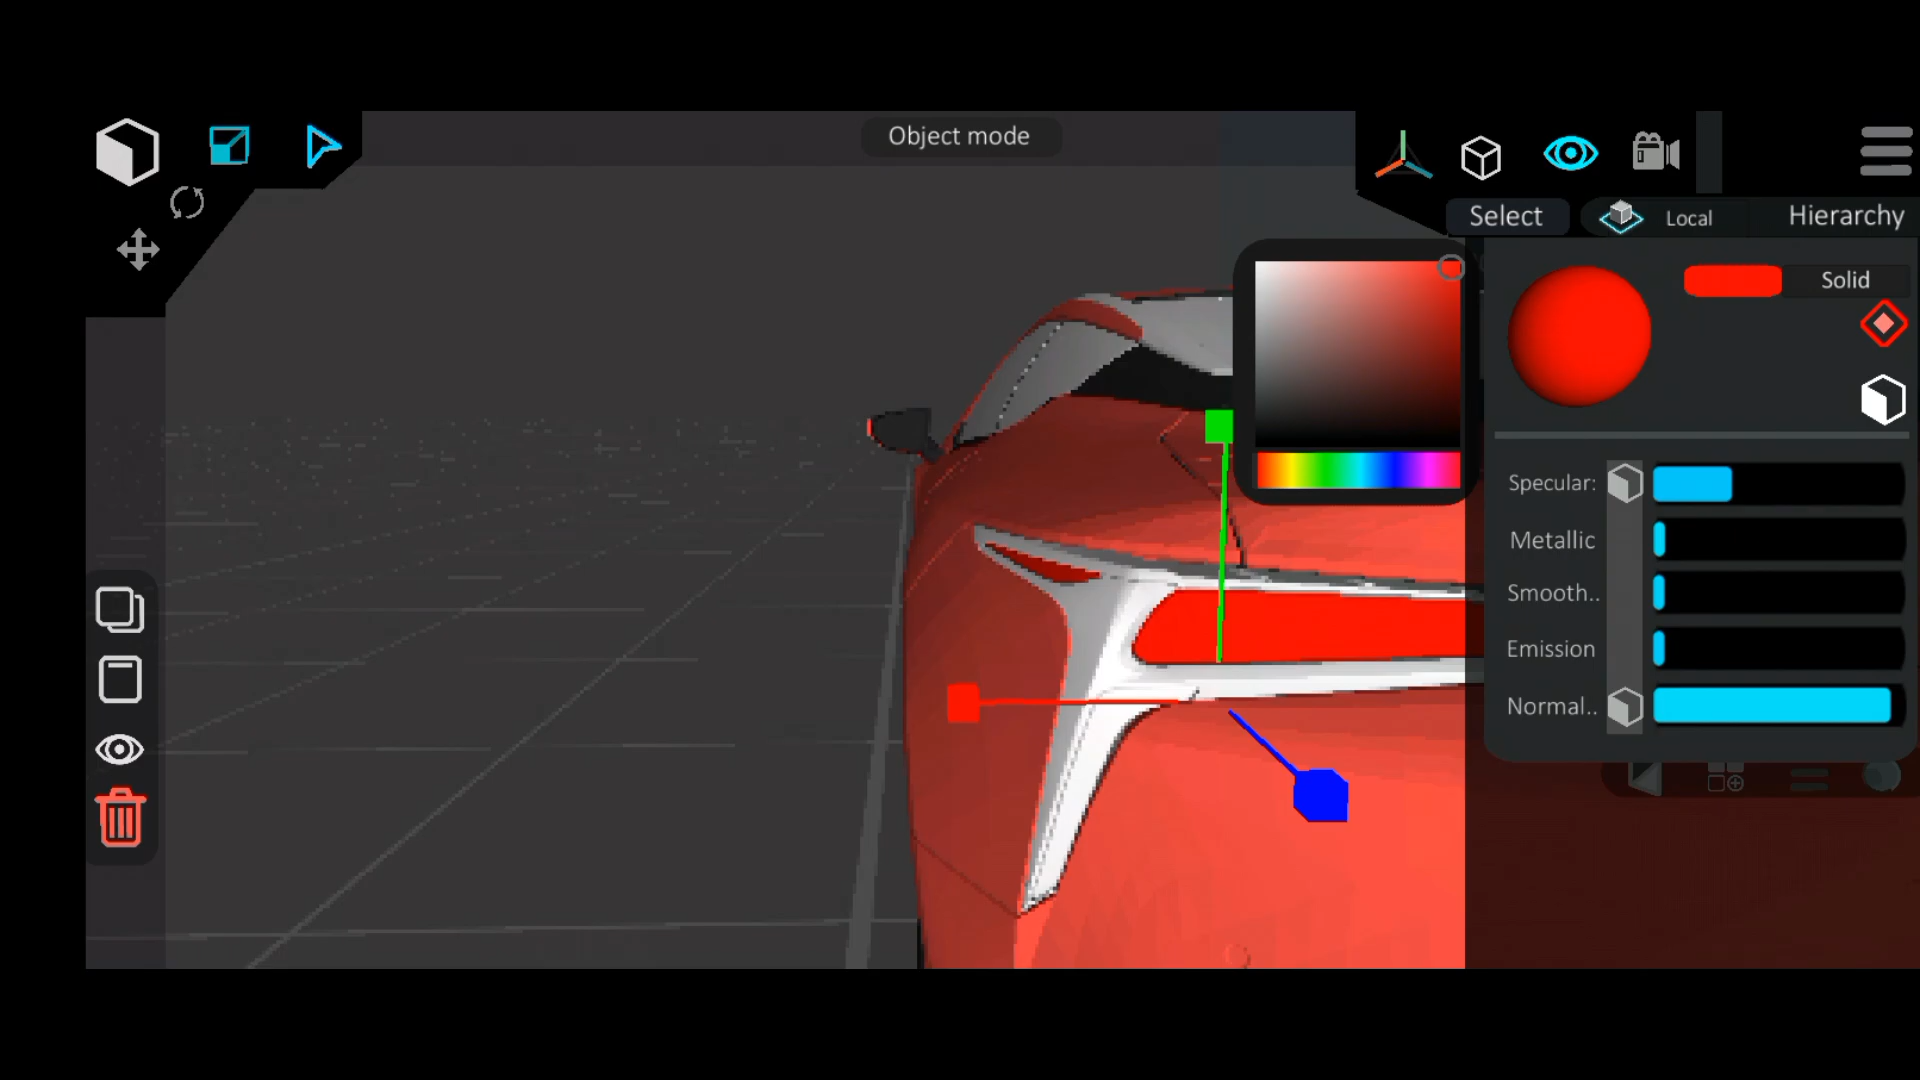 Object mode
Select
Local
Hierarchy
Solid
Specular:
Metallic
Smooth..
Emission
Normal..